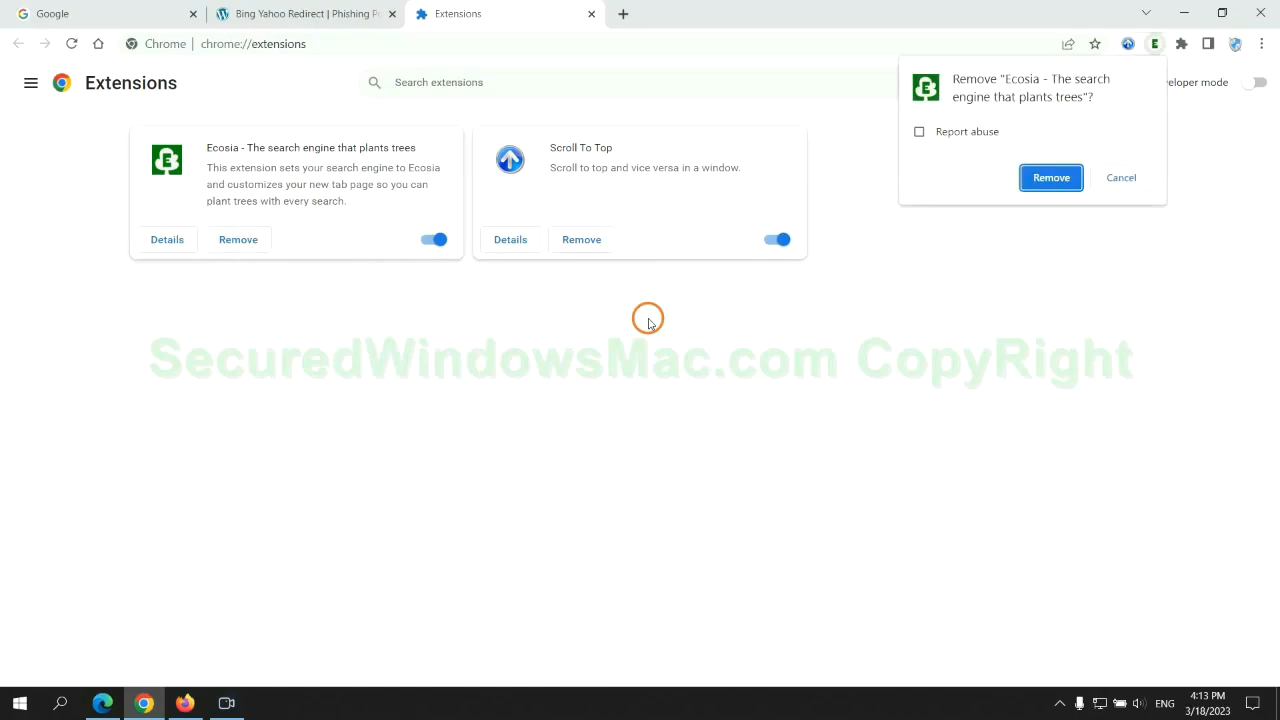 Google
Bing Yahoo Redirect | Phishing P
Extensions
Chrome | chrome://extensions
Extensions
Search extensions
eloper mode
Remove "Ecosia - The search
engine that plants trees"?
Report abuse
Remove
Cancel
Ecosia - The search engine that plants trees
This extension sets your search engine to Ecosia
and customizes your new tab page so you can
plant trees with every search.
Details
Remove
Scroll To Top
Scroll to top and vice versa in a window.
Details
Remove
SecuredWindowsMac.com CopyRight
ENG
4:13 PM
3/18/2023